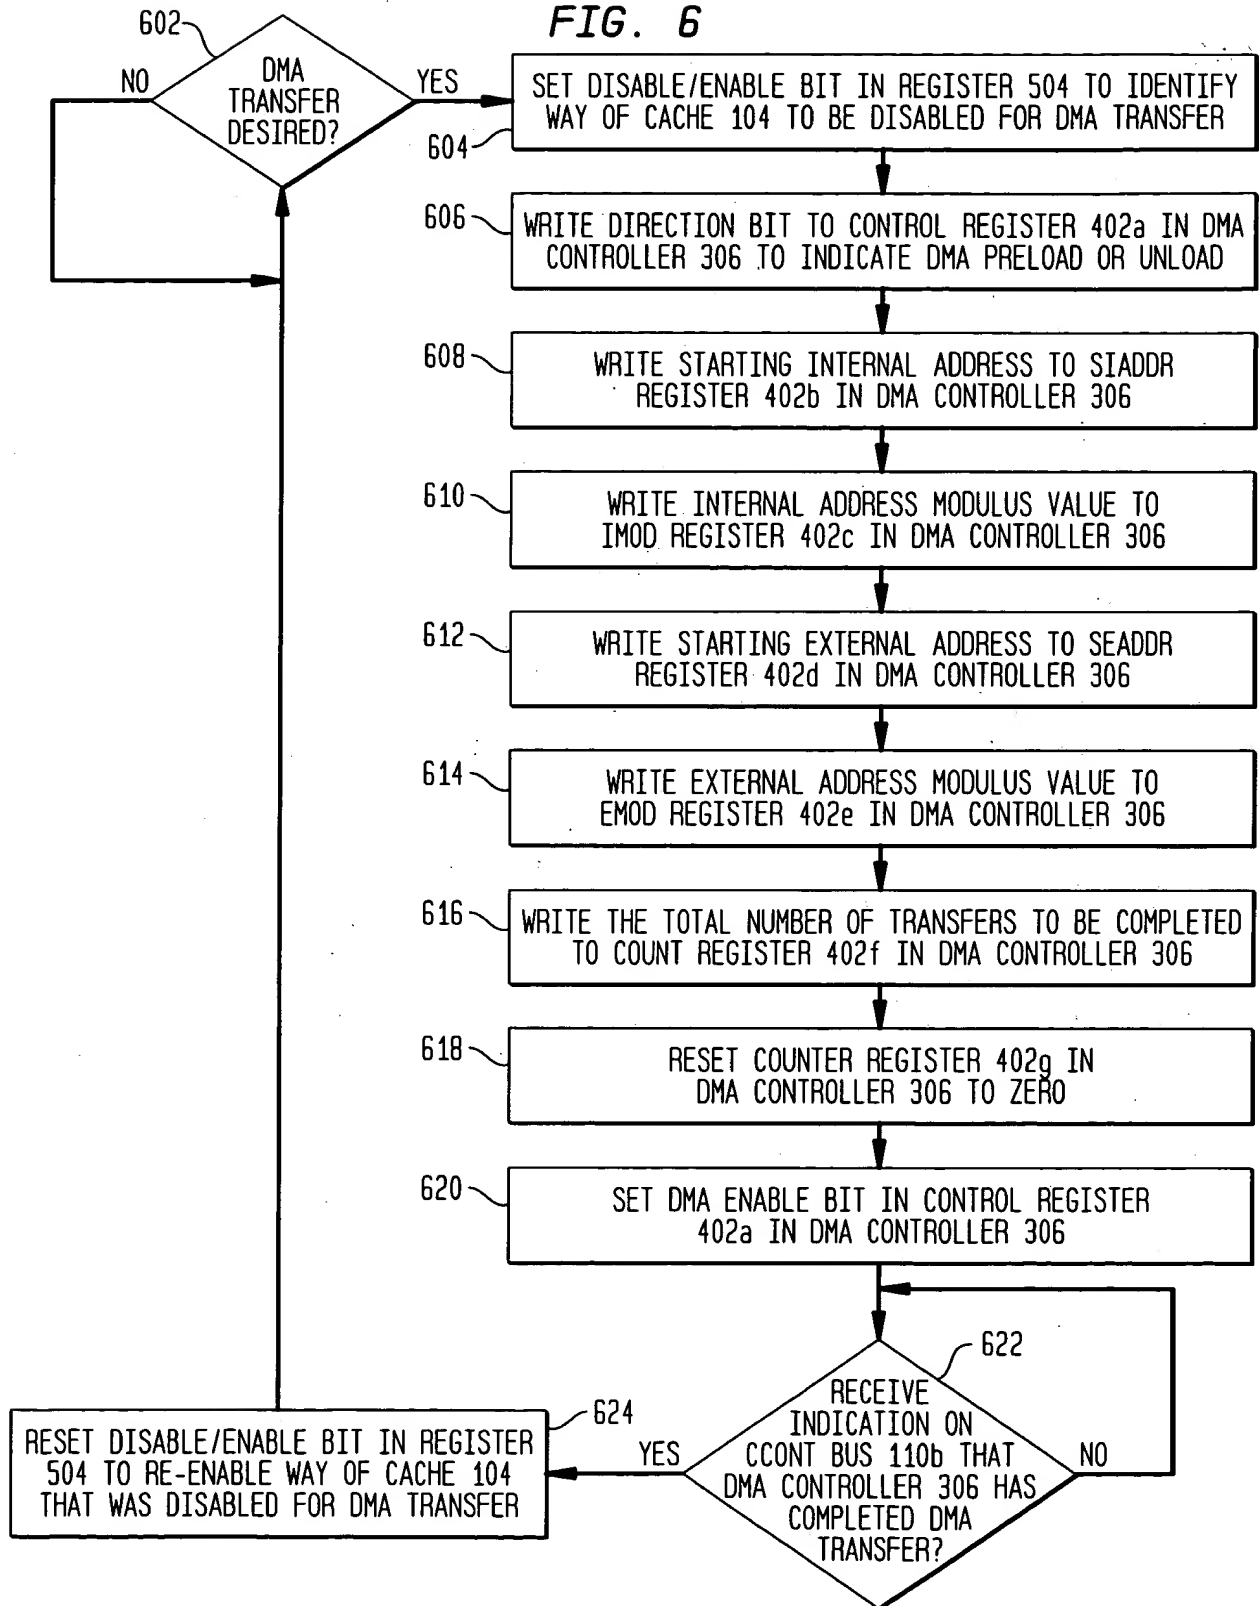 FIG. 6
602
DMA
TRANSFER
DESIRED?
NO
YES
SET DISABLE/ENABLE BIT IN REGISTER 504 TO IDENTIFY
WAY OF CACHE 104 TO BE DISABLED FOR DMA TRANSFER
604
606
WRITE DIRECTION BIT TO CONTROL REGISTER 402a IN DMA
CONTROLLER 306 TO INDICATE DMA PRELOAD OR UNLOAD
608
WRITE STARTING INTERNAL ADDRESS TO SIADDR
REGISTER 402b IN DMA CONTROLLER 306
610
WRITE INTERNAL ADDRESS MODULUS VALUE TO
IMOD REGISTER 402c IN DMA CONTROLLER 306
612
WRITE STARTING EXTERNAL ADDRESS TO SEADDR
REGISTER 402d IN DMA CONTROLLER 306
614
WRITE EXTERNAL ADDRESS MODULUS VALUE TO
EMOD REGISTER 402e IN DMA CONTROLLER 306
616
WRITE THE TOTAL NUMBER OF TRANSFERS TO BE COMPLETED
TO COUNT REGISTER 402f IN DMA CONTROLLER 306
618
RESET COUNTER REGISTER 402g IN
DMA CONTROLLER 306 TO ZERO
620
SET DMA ENABLE BIT IN CONTROL REGISTER
402a IN DMA CONTROLLER 306
622
RECEIVE
INDICATION ON
CCONT BUS 110b THAT
DMA CONTROLLER 306 HAS
COMPLETED DMA
TRANSFER?
NO
YES
624
RESET DISABLE/ENABLE BIT IN REGISTER
504 TO RE-ENABLE WAY OF CACHE 104
THAT WAS DISABLED FOR DMA TRANSFER